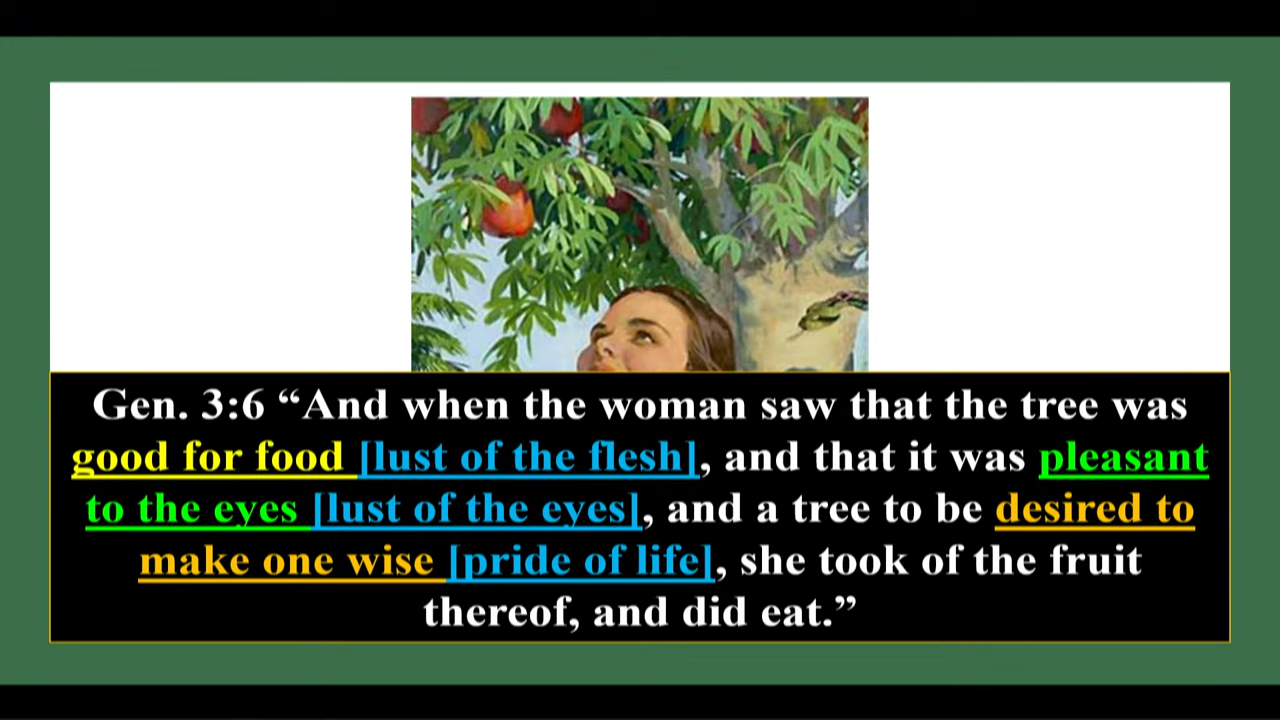 Gen. 3:6 “And when the woman saw that the tree was
good for food [lust of the flesh], and that it was pleasant
to the eyes [lust of the eyes], and a tree to be desired to
make one wise [pride of life], she took of the fruit
thereof, and did eat.”